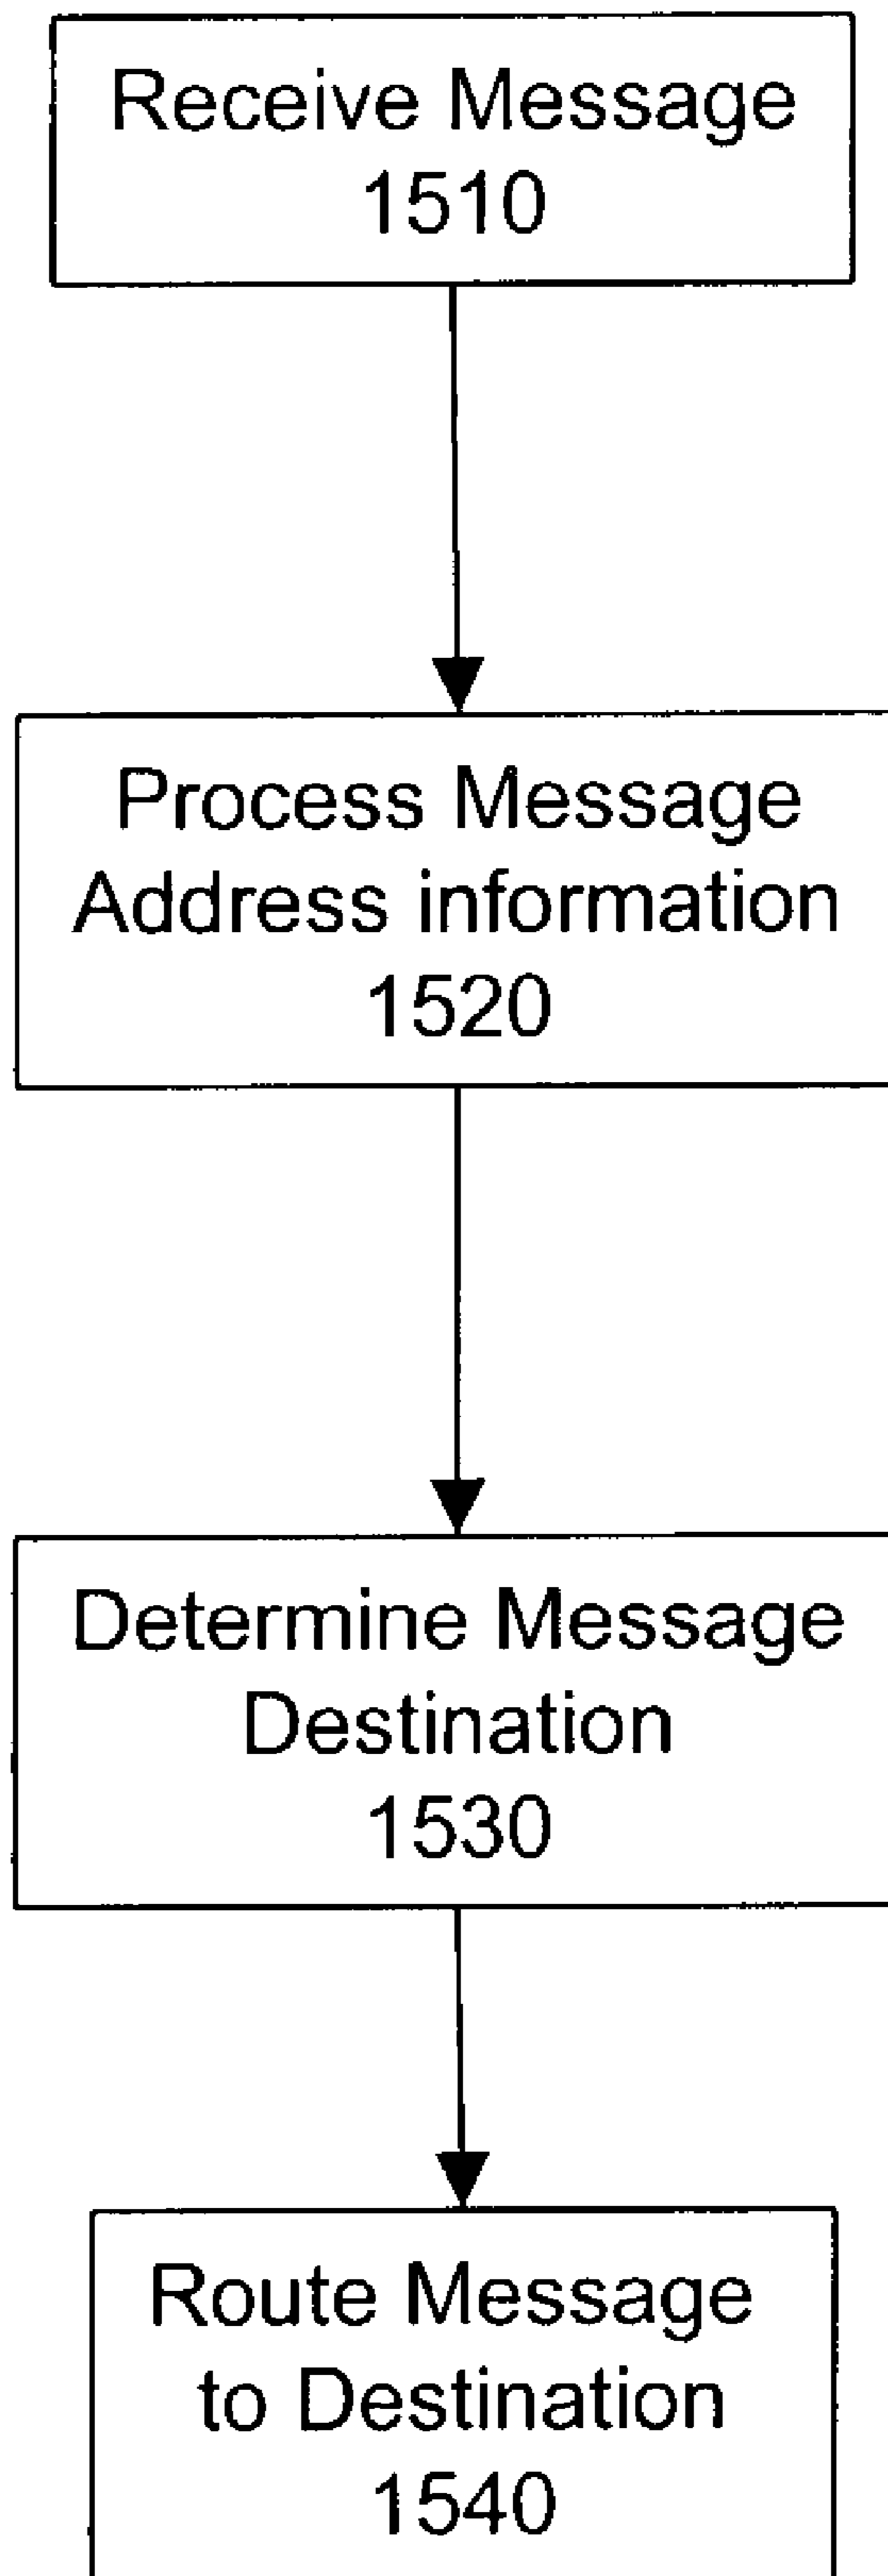 Receive Message
1510
Process Message
Address information
1520
Determine Message
Destination
1530
Route Message
to Destination
1540